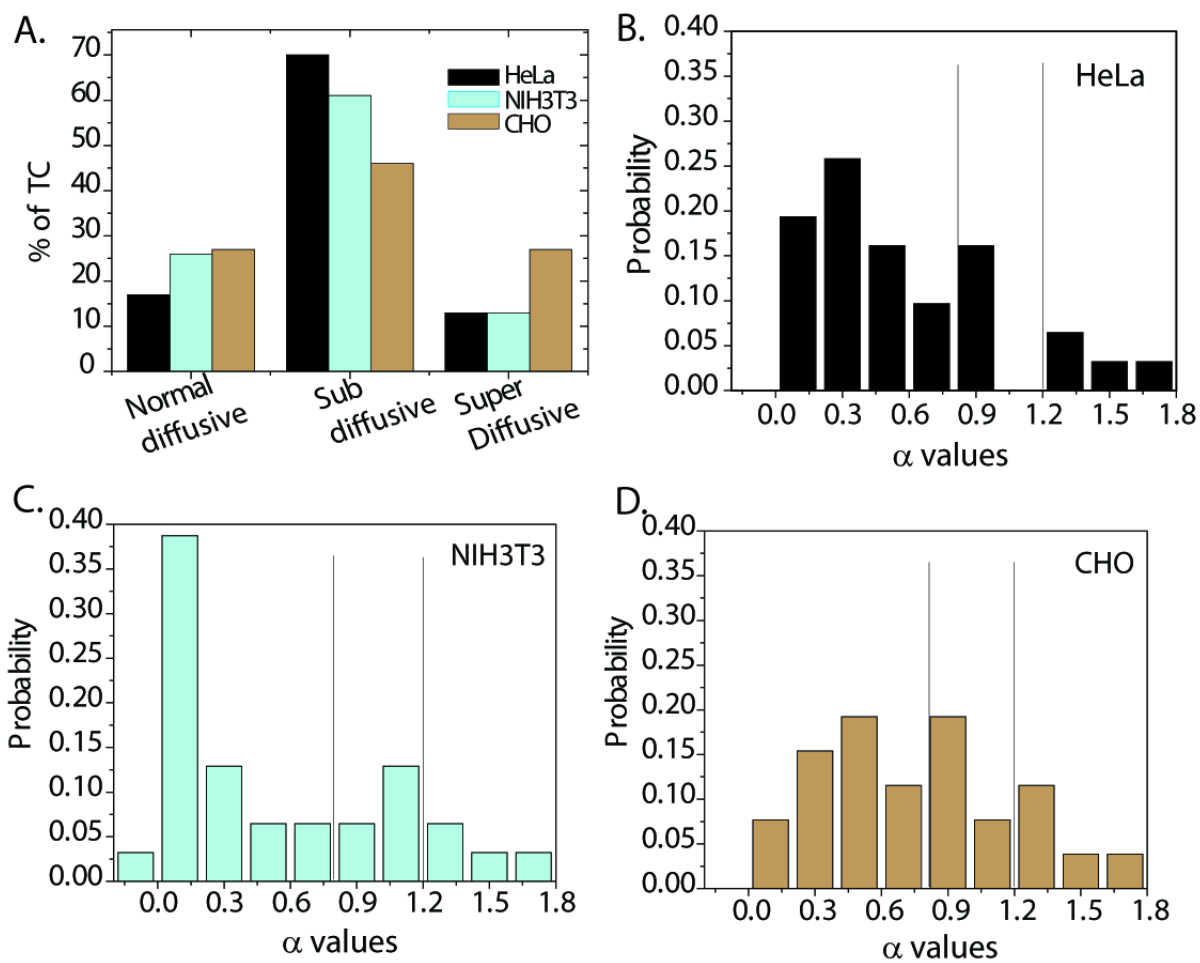 A.
% of TC
70
60
50
40
30
20
10
0
HeLa
NIH3T3
CHO
Normal
diffusive
Sub
diffusive
Super
Diffusive
B.
Probability
0.40
0.35
0.30
0.25
0.20
0.15
0.10
0.05
0.00
HeLa
0.0 0.3 0.6 0.9 1.2 1.5 1.8
α values
C.
Probability
0.40
0.35
0.30
0.25
0.20
0.15
0.10
0.05
0.00
NIH3T3
0.0 0.3 0.6 0.9 1.2 1.5 1.8
α values
D.
Probability
0.40
0.35
0.30
0.25
0.20
0.15
0.10
0.05
0.00
CHO
0.0 0.3 0.6 0.9 1.2 1.5 1.8
α values